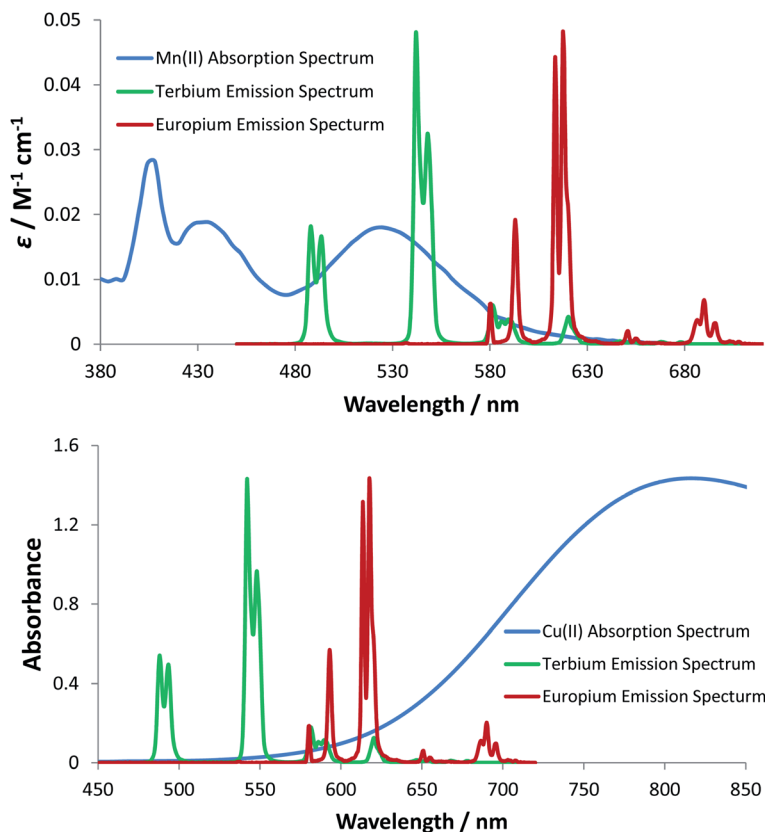 0.05
0.04
0.03
0.02
0.01
0
ε / M-1 cm-1
Mn(II) Absorption Spectrum
Terbium Emission Spectrum
Europium Emission Specturm
380 430 480 530 580 630 680
Wavelength / nm
1.6
1.2
0.8
0.4
0
Absorbance
Cu(II) Absorption Spectrum
Terbium Emission Spectrum
Europium Emission Specturm
450 500 550 600 650 700 750 800 850
Wavelength / nm